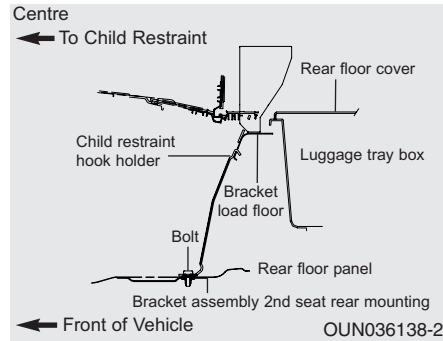 Centre
To Child Restraint
Rear floor cover
Child restraint
hook holder
Luggage tray box
Bracket
load floor
Bolt
Rear floor panel
Bracket assembly 2nd seat rear mounting
Front of Vehicle
OUN036138-2